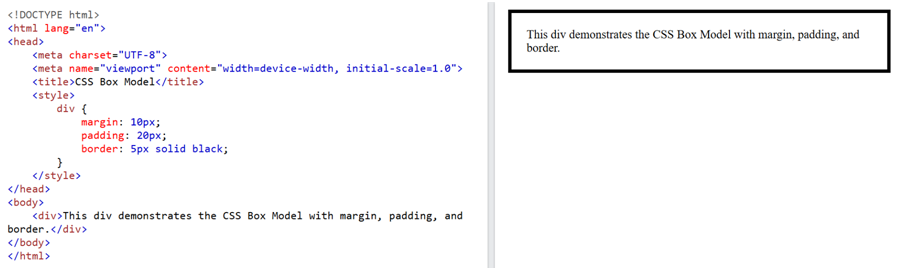 <!DOCTYPE html>
<html lang="en">
<head>
    <meta charset="UTF-8">
    <meta name="viewport" content="width=device-width, initial-scale=1.0">
    <title>CSS Box Model</title>
    <style>
        div {
            margin: 10px;
            padding: 20px;
            border: 5px solid black;
        }
    </style>
</head>
<body>
    <div>This div demonstrates the CSS Box Model with margin, padding, and
border.</div>
</body>
</html>
This div demonstrates the CSS Box Model with margin, padding, and
border.